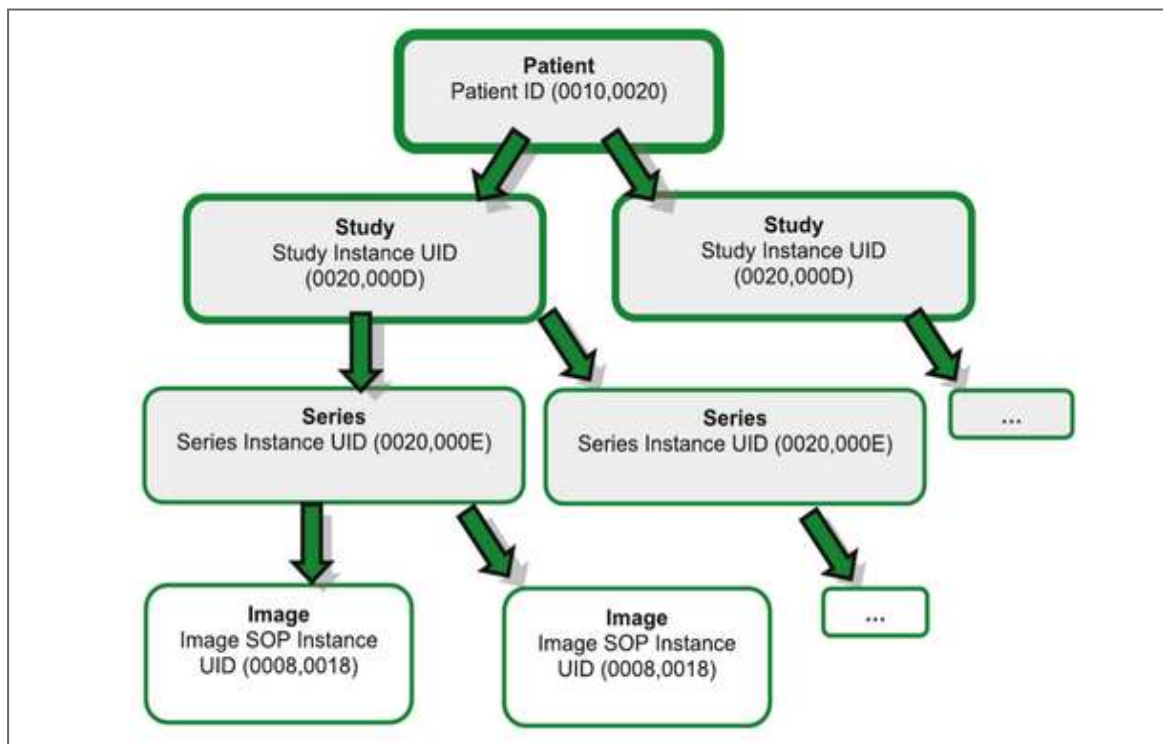 Patient
Patient ID (0010,0020)
Study
Study Instance UID
(0020,000D)
Study
Study Instance UID
(0020,000D)
Series
Series Instance UID (0020,000E)
Series
Series Instance UID (0020,000E)
...
Image
Image SOP Instance
UID (0008,0018)
Image
Image SOP Instance
UID (0008,0018)
...